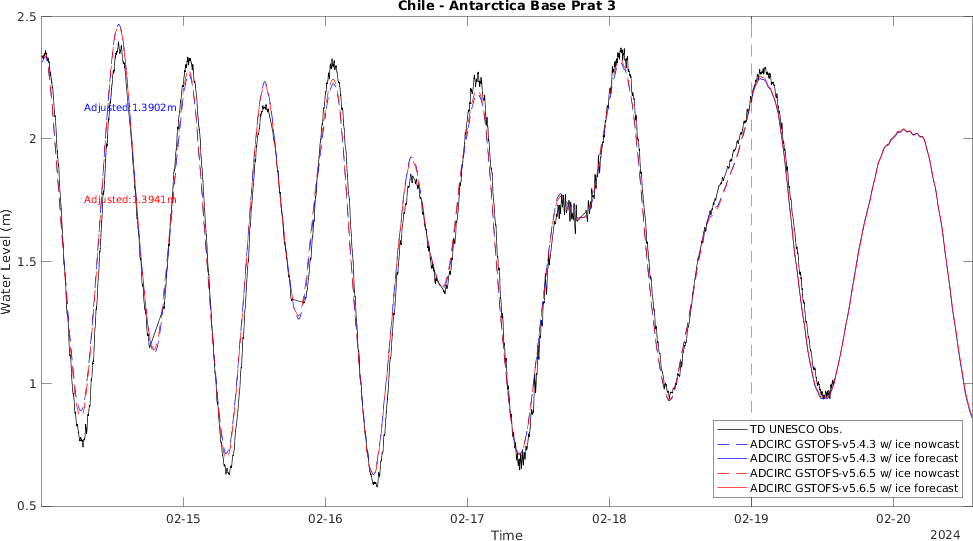 Chile - Antarctica Base Prat 3
2.5
2
1.5
1
0.5
Water Level (m)
Adjusted:1.3902m
Adjusted:1.3941m
TD UNESCO Obs.
ADCIRC GSTOFS-v5.4.3 w/ ice nowcast
ADCIRC GSTOFS-v5.4.3 w/ ice forecast
ADCIRC GSTOFS-v5.6.5 w/ ice nowcast
ADCIRC GSTOFS-v5.6.5 w/ ice forecast
02-15 02-16 02-17 02-18 02-19 02-20
Time
2024